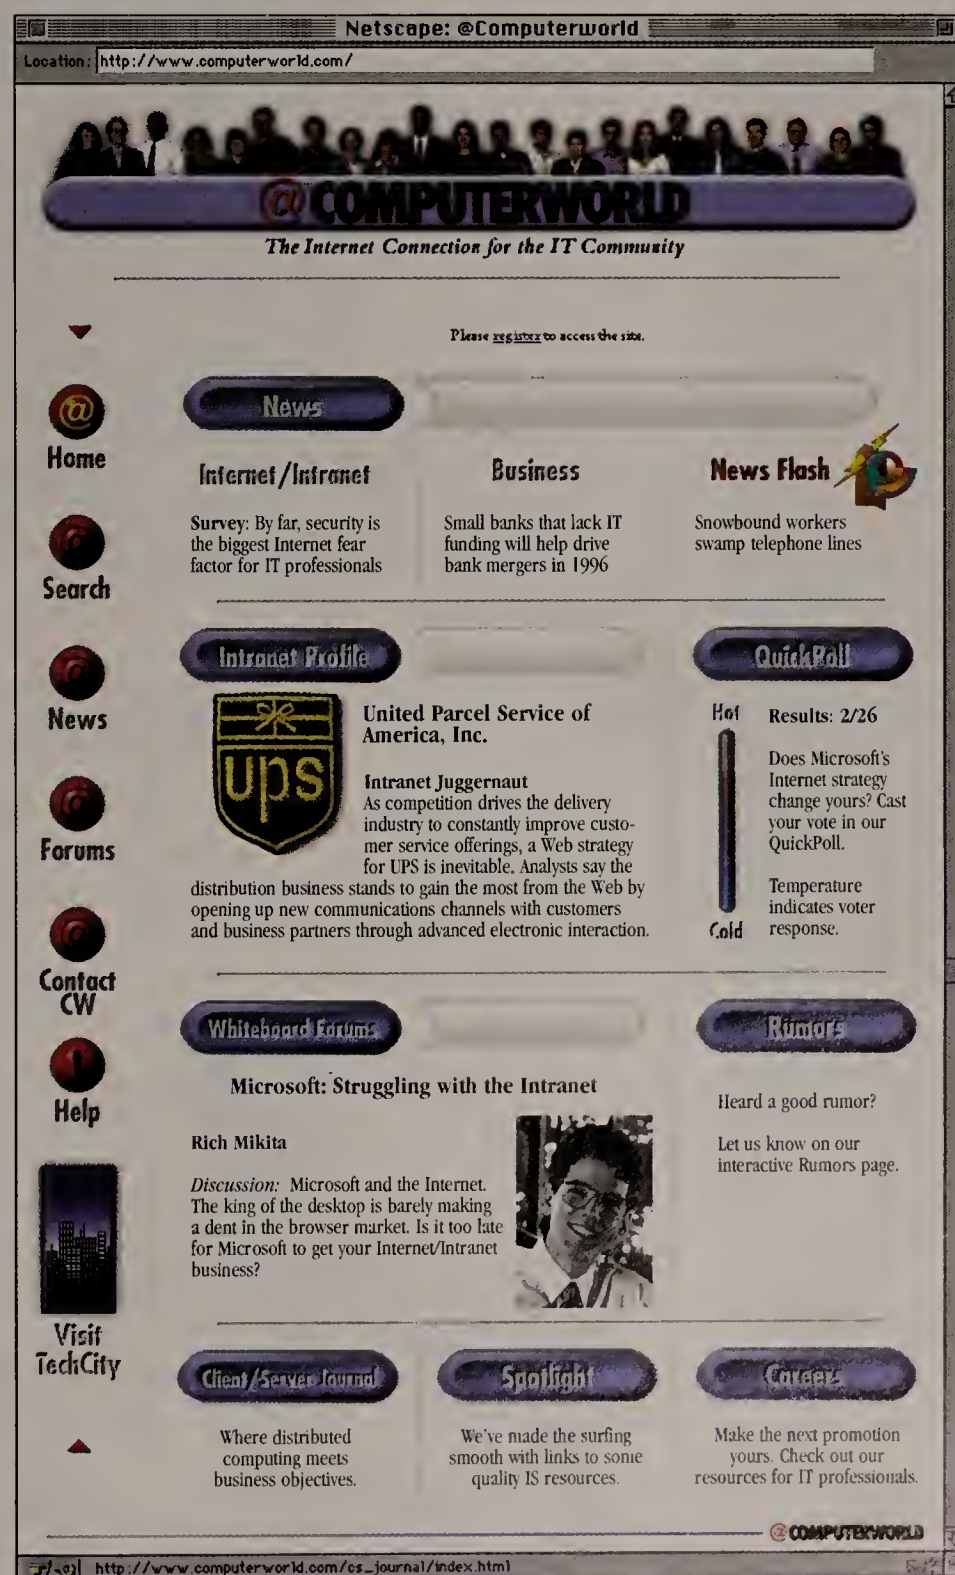 Netscape: @Computerworld
Location: http://www.computerworld.com/
@COMPUTERWORLD
The Internet Connection for the IT Community
Please register to access the site.
Home
Search
News
Forums
Contact
CW
Help
Visit
TechCity
News
Internet/Intranet
Survey: By far, security is
the biggest Internet fear
factor for IT professionals
Business
Small banks that lack IT
funding will help drive
bank mergers in 1996
News Flash
Snowbound workers
swamp telephone lines
Intranet Profile
ups
United Parcel Service of
America, Inc.
Intranet Juggernaut
As competition drives the delivery
industry to constantly improve custo-
mer service offerings, a Web strategy
for UPS is inevitable. Analysts say the
distribution business stands to gain the most from the Web by
opening up new communications channels with customers
and business partners through advanced electronic interaction.
QuickPoll
Hot
Cold
Results: 2/26
Does Microsoft's
Internet strategy
change yours? Cast
your vote in our
QuickPoll.
Temperature
indicates voter
response.
Whiteboard Forums
Microsoft: Struggling with the Intranet
Rich Mikita
Discussion: Microsoft and the Internet.
The king of the desktop is barely making
a dent in the browser market. Is it too late
for Microsoft to get your Internet/Intranet
business?
Rumors
Heard a good rumor?
Let us know on our
interactive Rumors page.
Client/Server Journal
Where distributed
computing meets
business objectives.
Spotlight
We've made the surfing
smooth with links to some
quality IS resources.
Careers
Make the next promotion
yours. Check out our
resources for IT professionals.
@COMPUTERWORLD
http://www.computerworld.com/cs_journal/index.html